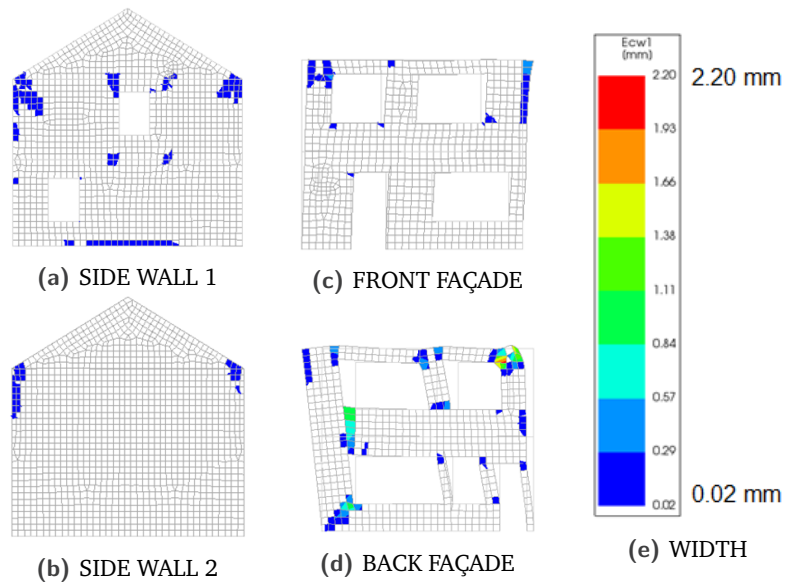 (a) SIDE WALL 1
(c) FRONT FAÇADE
(b) SIDE WALL 2
(d) BACK FAÇADE
Ecw1
(mm)
2.20
2.20 mm
1.93
1.66
1.38
1.11
0.84
0.57
0.29
0.02 mm
0.02
(e) WIDTH